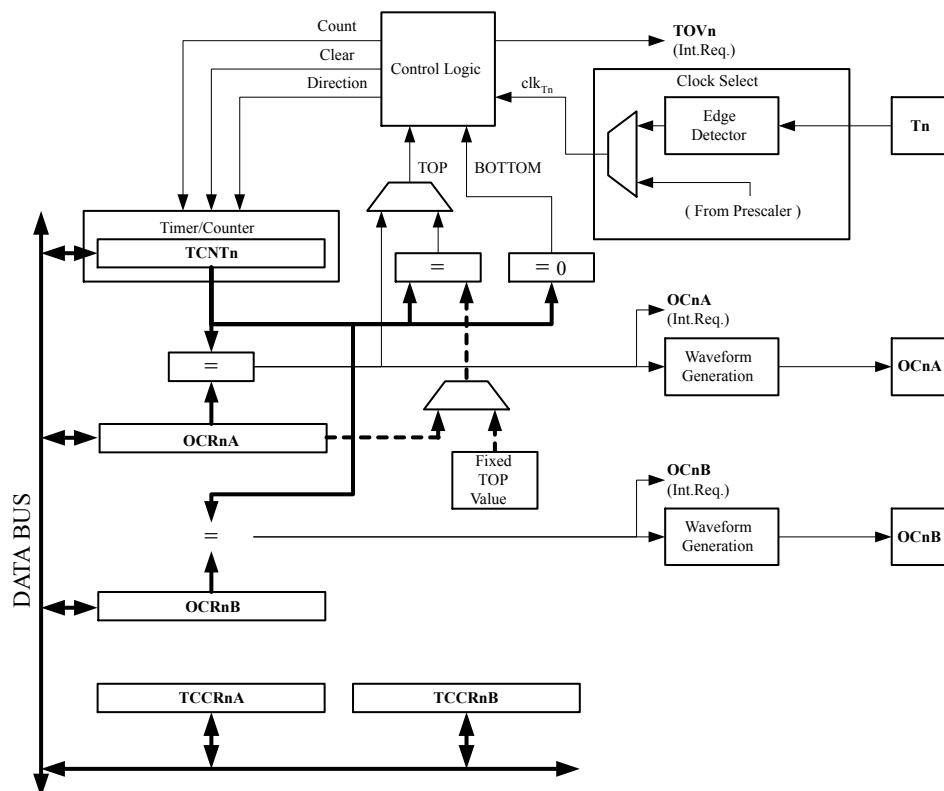 Count
Clear
Direction
Control Logic
TOVn
(Int.Req.)
clkTn
Clock Select
Edge
Detector
Tn
( From Prescaler )
TOP
BOTTOM
Timer/Counter
TCNTn
=
= 0
=
OCnA
(Int.Req.)
Waveform
Generation
OCnA
OCRnA
Fixed
TOP
Value
OCnB
(Int.Req.)
=
Waveform
Generation
OCnB
OCRnB
DATA BUS
TCCRnA
TCCRnB